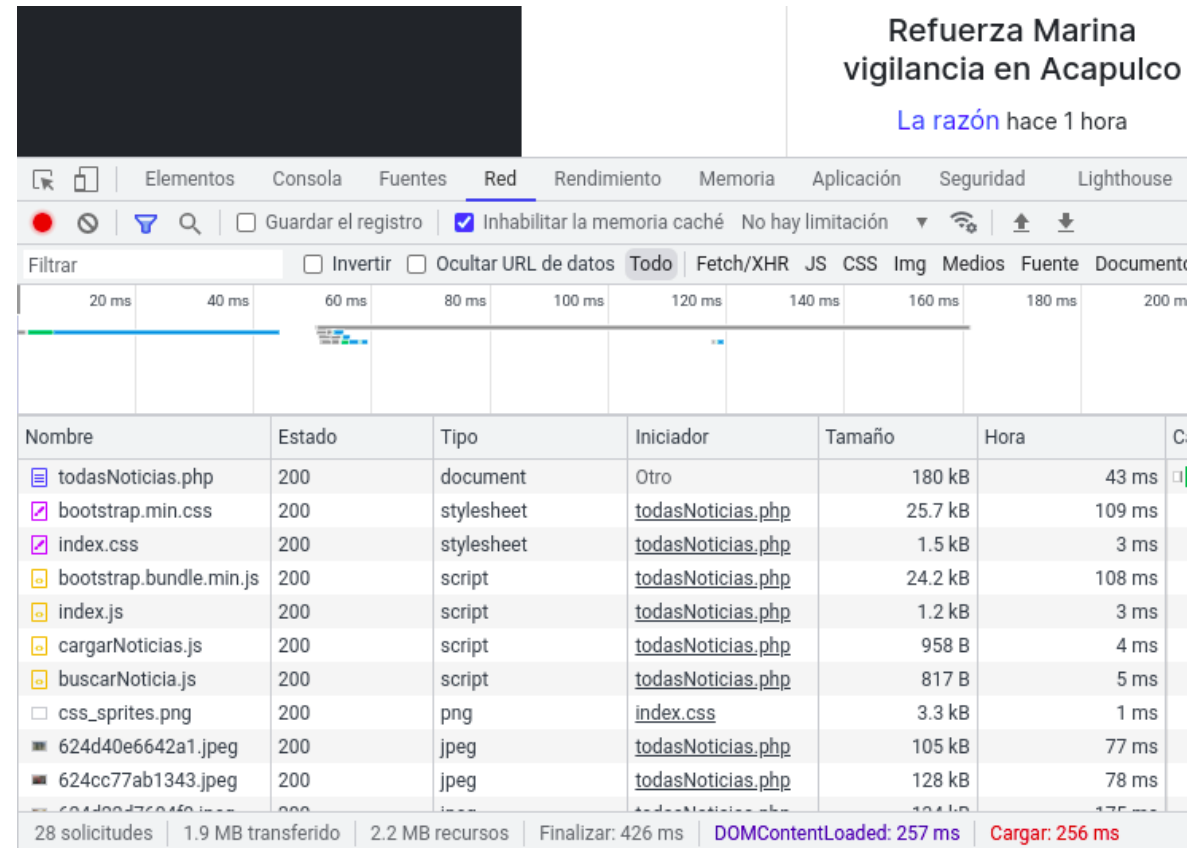 Refuerza Marina
vigilancia en Acapulco
La razón hace 1 hora
Elementos Consola Fuentes Red Rendimiento Memoria Aplicación Seguridad Lighthouse
Guardar el registro Inhabilitar la memoria caché No hay limitación
Filtrar Invertir Ocultar URL de datos Todo Fetch/XHR JS CSS Img Medios Fuente Documento
20 ms 40 ms 60 ms 80 ms 100 ms 120 ms 140 ms 160 ms 180 ms 200 m
Nombre Estado Tipo Iniciador Tamaño Hora
todasNoticias.php 200 document Otro 180 kB 43 ms
bootstrap.min.css 200 stylesheet todasNoticias.php 25.7 kB 109 ms
index.css 200 stylesheet todasNoticias.php 1.5 kB 3 ms
bootstrap.bundle.min.js 200 script todasNoticias.php 24.2 kB 108 ms
index.js 200 script todasNoticias.php 1.2 kB 3 ms
cargarNoticias.js 200 script todasNoticias.php 958 B 4 ms
buscarNoticia.js 200 script todasNoticias.php 817 B 5 ms
css_sprites.png 200 png index.css 3.3 kB 1 ms
624d40e6642a1.jpeg 200 jpeg todasNoticias.php 105 kB 77 ms
624cc77ab1343.jpeg 200 jpeg todasNoticias.php 128 kB 78 ms
28 solicitudes 1.9 MB transferido 2.2 MB recursos Finalizar: 426 ms DOMContentLoaded: 257 ms Cargar: 256 ms